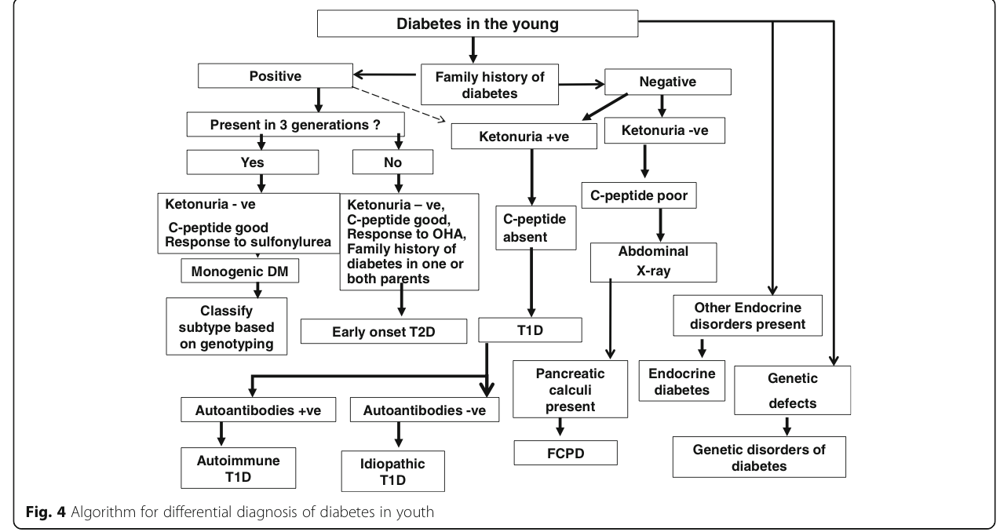 Diabetes in the young
Positive
Family history of
diabetes
Negative
Present in 3 generations ?
Ketonuria +ve
Ketonuria -ve
Yes
No
C-peptide poor
Ketonuria - ve
C-peptide good
Response to sulfonylurea
Ketonuria – ve,
C-peptide good,
Response to OHA,
Family history of
diabetes in one or
both parents
C-peptide
absent
Abdominal
X-ray
Monogenic DM
Classify
subtype based
on genotyping
Early onset T2D
T1D
Other Endocrine
disorders present
Pancreatic
calculi
present
Endocrine
diabetes
Genetic
defects
Autoantibodies +ve
Autoantibodies -ve
Autoimmune
T1D
Idiopathic
T1D
FCPD
Genetic disorders of
diabetes
Fig. 4 Algorithm for differential diagnosis of diabetes in youth